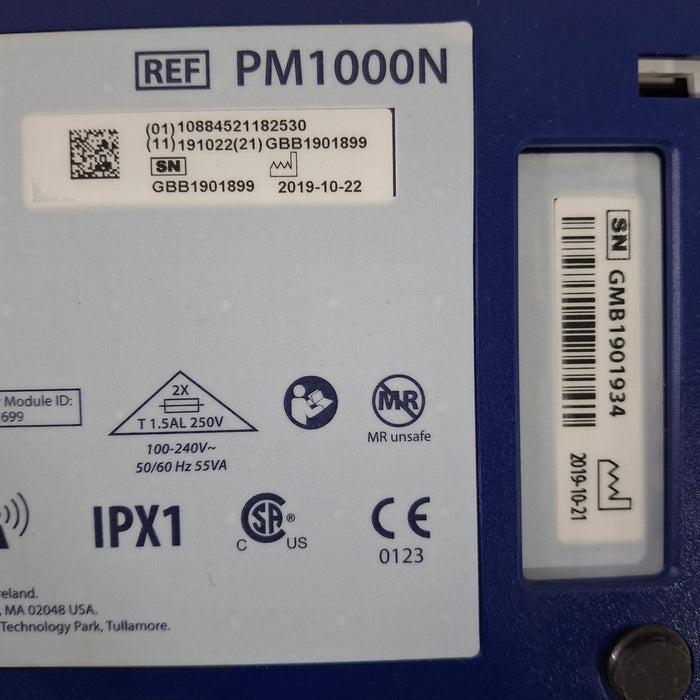 REF PM1000N
(01)10884521182530
(11)191022(21)GBB1901899
SN
GBB1901899 2019-10-22
SN GMB1901934
2019-10-21
Module ID:
699
2X
T 1.5AL 250V
100-240V~
50/60 Hz 55VA
MR
MR unsafe
IPX1
CSA ®
C US
CE
0123
eland.
, MA 02048 USA.
Technology Park, Tullamore.